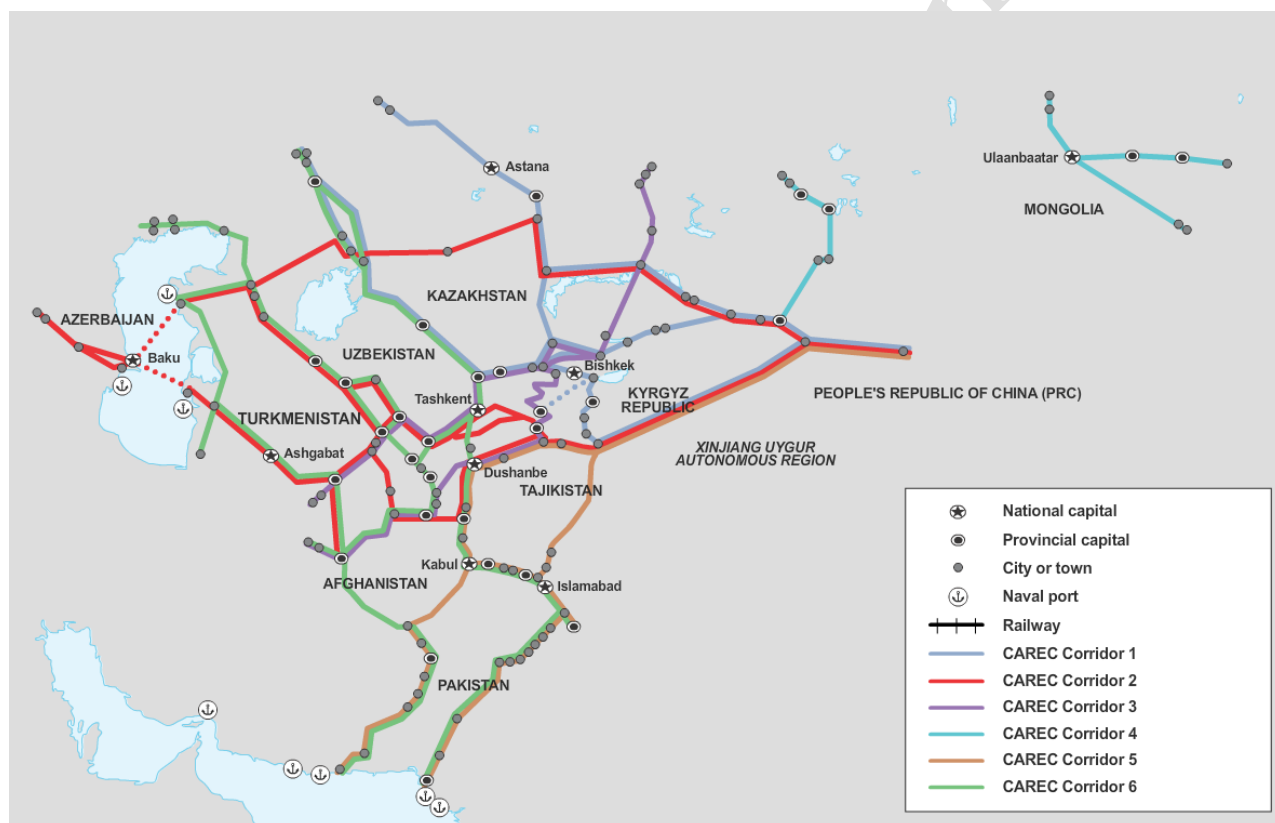 Astana
Ulaanbaatar
MONGOLIA
KAZAKHSTAN
AZERBAIJAN
Baku
UZBEKISTAN
Bishkek
KYRGYZ
REPUBLIC
PEOPLE'S REPUBLIC OF CHINA (PRC)
Tashkent
TURKMENISTAN
XINJIANG UYGUR
AUTONOMOUS REGION
Ashgabat
Dushanbe
TAJIKISTAN
Kabul
AFGHANISTAN
Islamabad
PAKISTAN
National capital
Provincial capital
City or town
Naval port
Railway
CAREC Corridor 1
CAREC Corridor 2
CAREC Corridor 3
CAREC Corridor 4
CAREC Corridor 5
CAREC Corridor 6